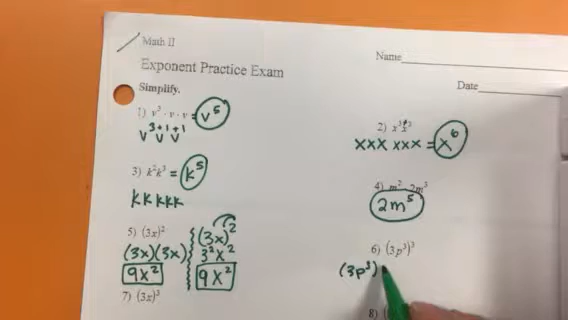 Math II
Name
Exponent Practice Exam
Date
Simplify.
1) v³ · v · v = v⁵
v³⁺¹⁺¹ v v
2) x³x³
xxx xxx = x⁶
3) k²k³ = k⁵
kkkkk
4) m² · 2m³
2m⁵
5) (3x)²
(3x)(3x)
9x²
(3x)²
3²x²
9x²
6) (3p³)³
(3p³)
7) (3x)³
8)